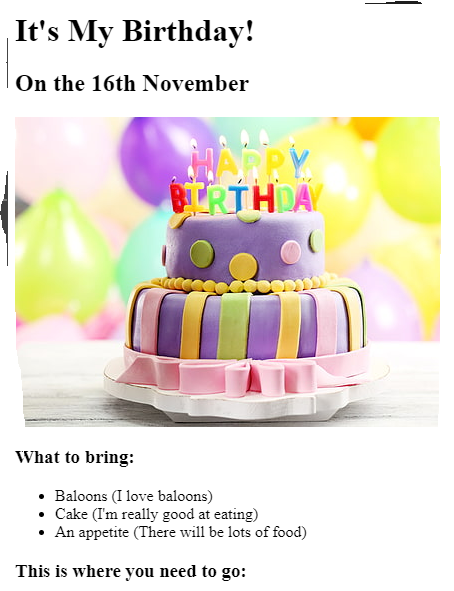 It's My Birthday!
On the 16th November
HAPPY
BIRTHDAY
What to bring:
Baloons (I love baloons)
Cake (I'm really good at eating)
An appetite (There will be lots of food)
This is where you need to go: